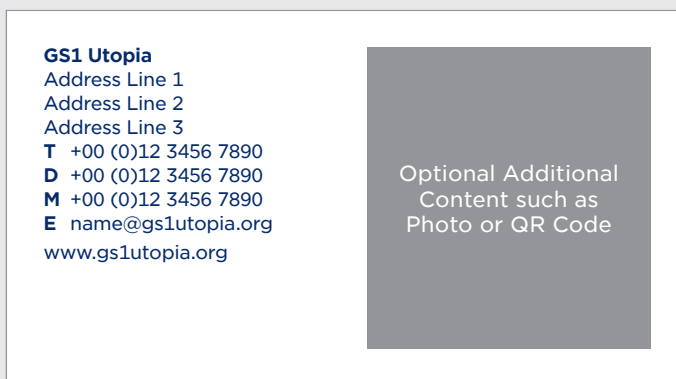 GS1 Utopia
Address Line 1
Address Line 2
Address Line 3
T +00 (0)12 3456 7890
D +00 (0)12 3456 7890
M +00 (0)12 3456 7890
E name@gs1utopia.org
www.gs1utopia.org
Optional Additional
Content such as
Photo or QR Code